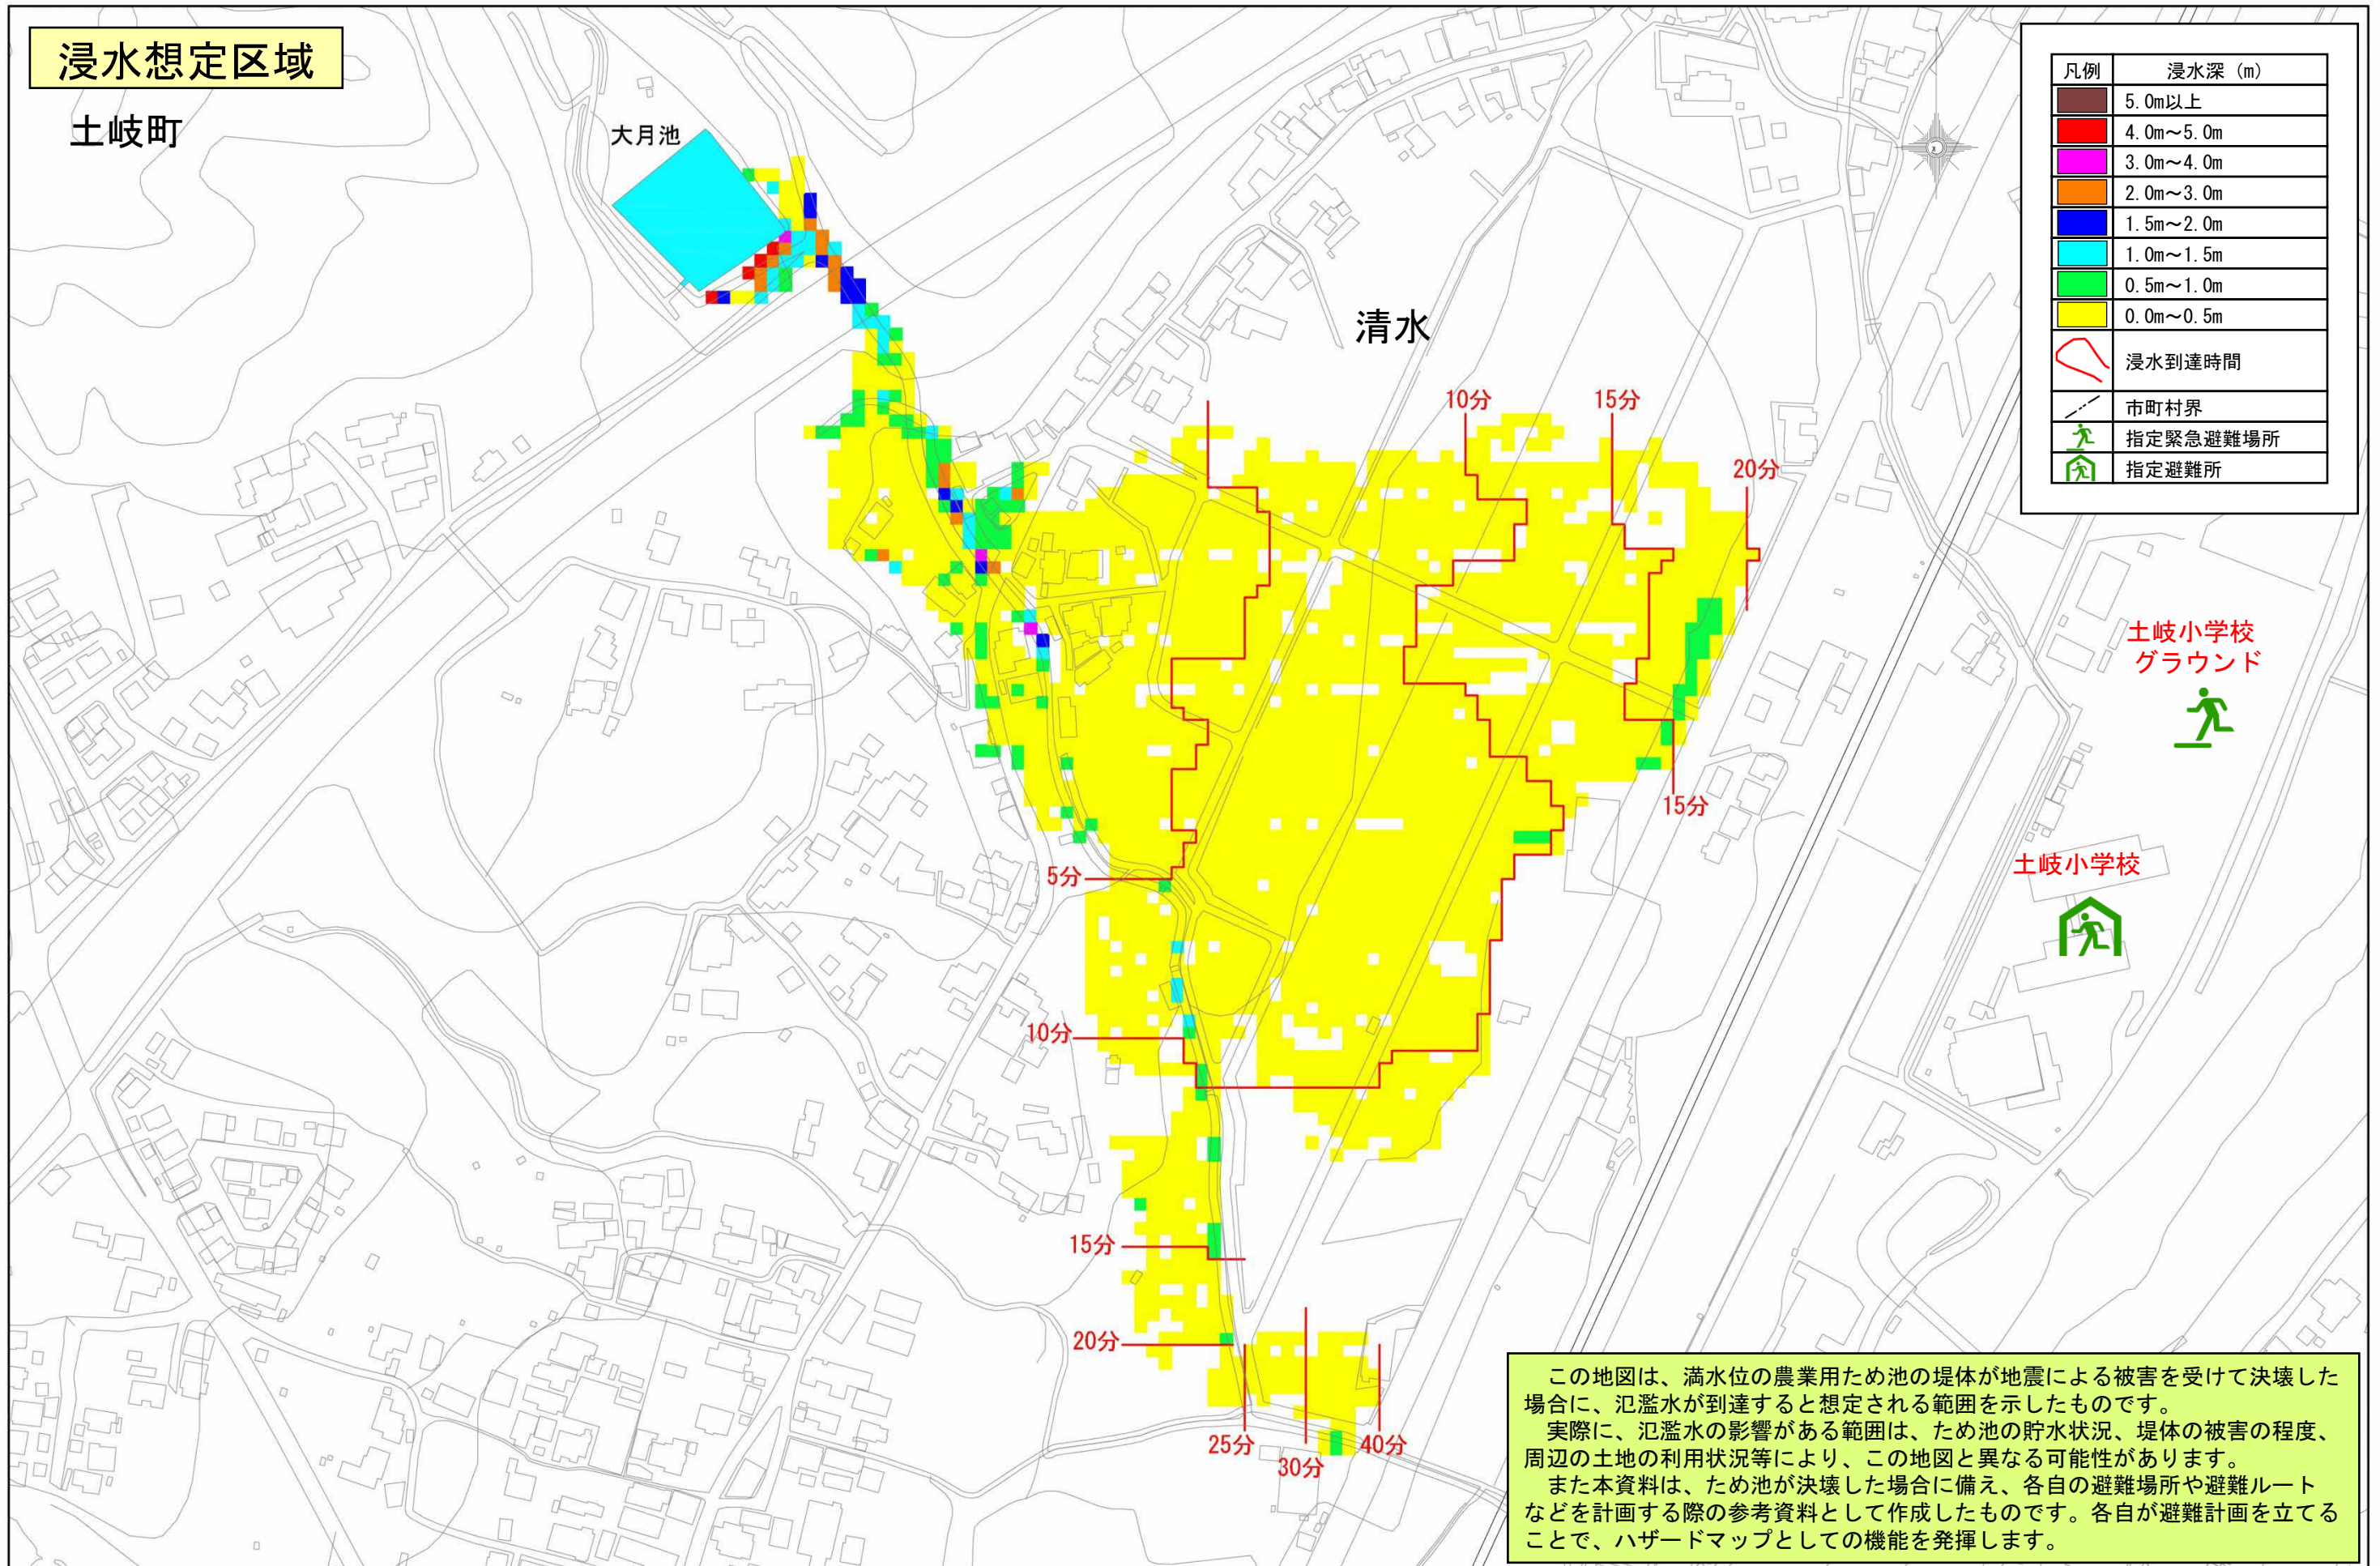 浸水想定区域
土岐町
大月池
清水
凡例 浸水深（m）
5.0m以上
4.0m～5.0m
3.0m～4.0m
2.0m～3.0m
1.5m～2.0m
1.0m～1.5m
0.5m～1.0m
0.0m～0.5m
浸水到達時間
市町村界
指定緊急避難場所
指定避難所
10分
15分
20分
土岐小学校
グラウンド
15分
土岐小学校
5分
10分
15分
20分
25分
30分
40分
この地図は、満水位の農業用ため池の堤体が地震による被害を受けて決壊した
場合に、氾濫水が到達すると想定される範囲を示したものです。
実際に、氾濫水の影響がある範囲は、ため池の貯水状況、堤体の被害の程度、
周辺の土地の利用状況等により、この地図と異なる可能性があります。
また本資料は、ため池が決壊した場合に備え、各自の避難場所や避難ルート
などを計画する際の参考資料として作成したものです。各自が避難計画を立てる
ことで、ハザードマップとしての機能を発揮します。